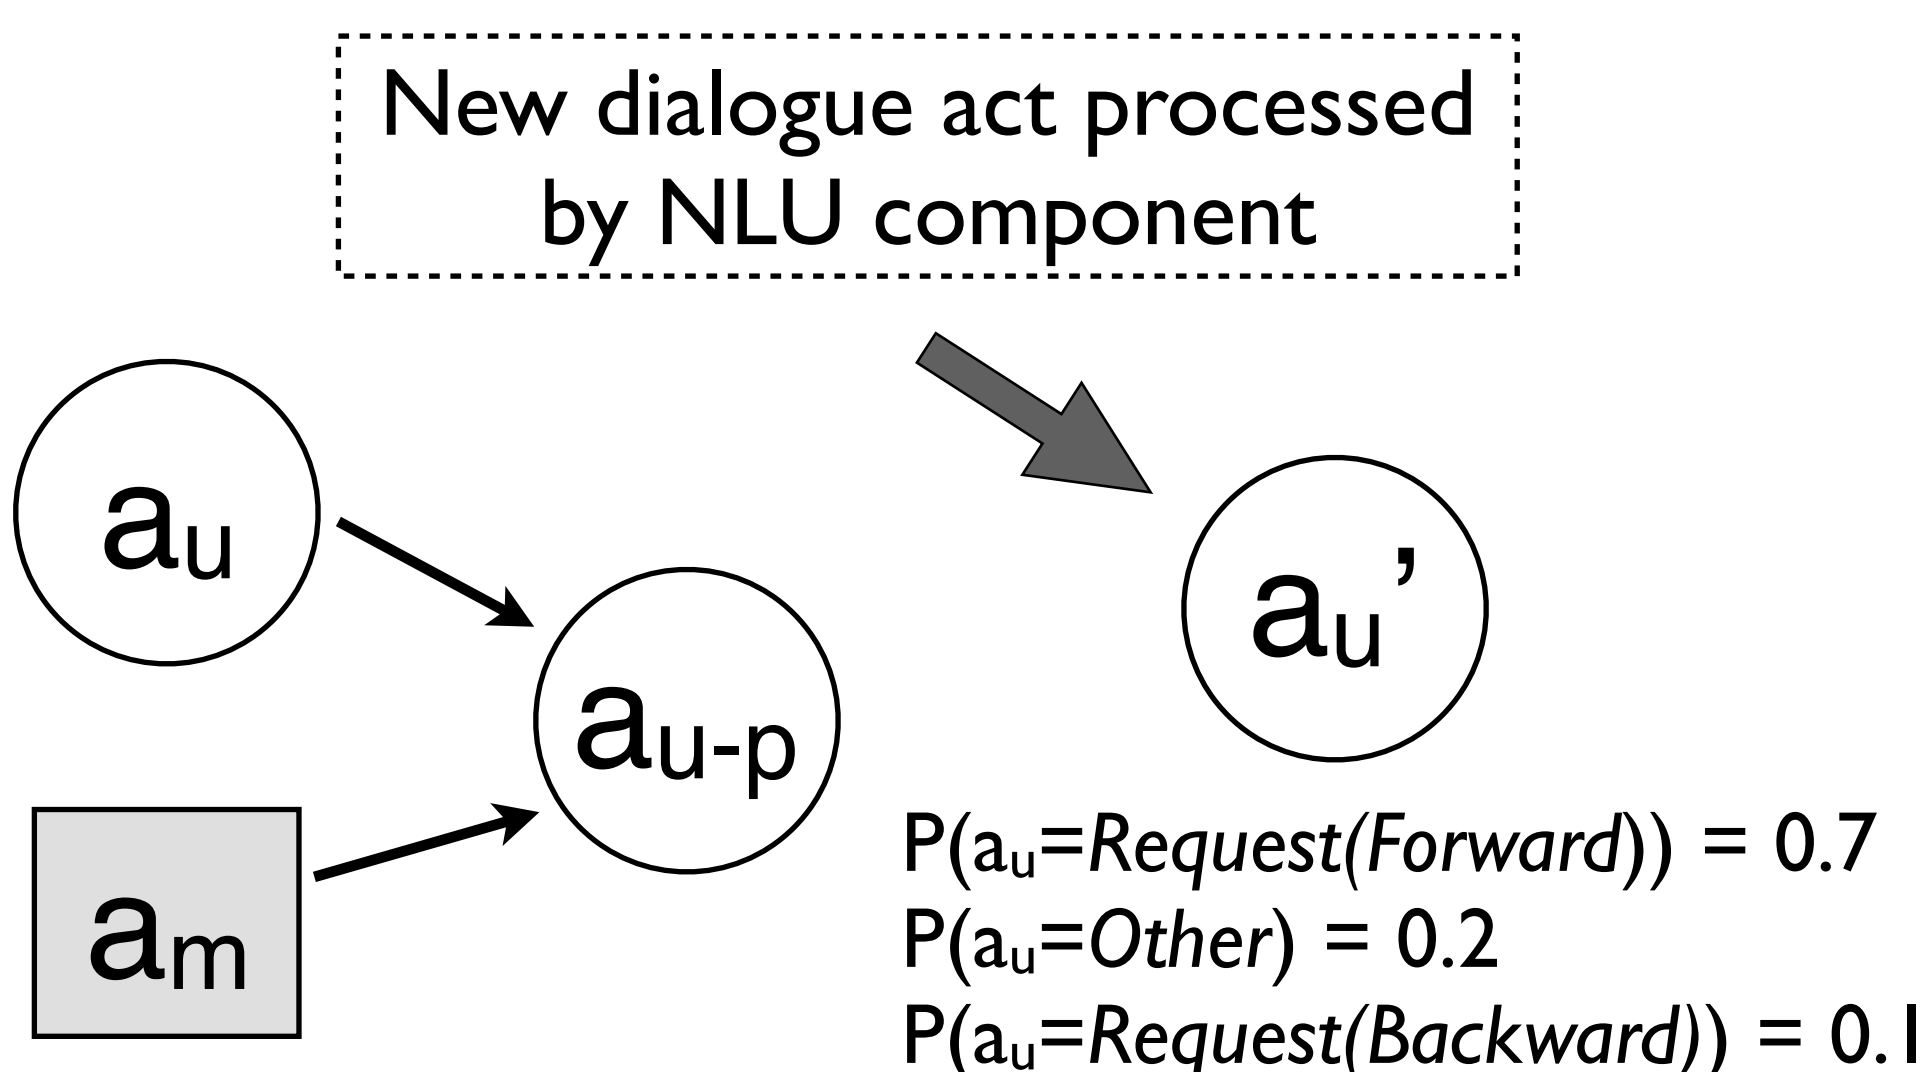 New dialogue act processed
by NLU component
au
au'
au-p
am
P(au=Request(Forward)) = 0.7
P(au=Other) = 0.2
P(au=Request(Backward)) = 0.1